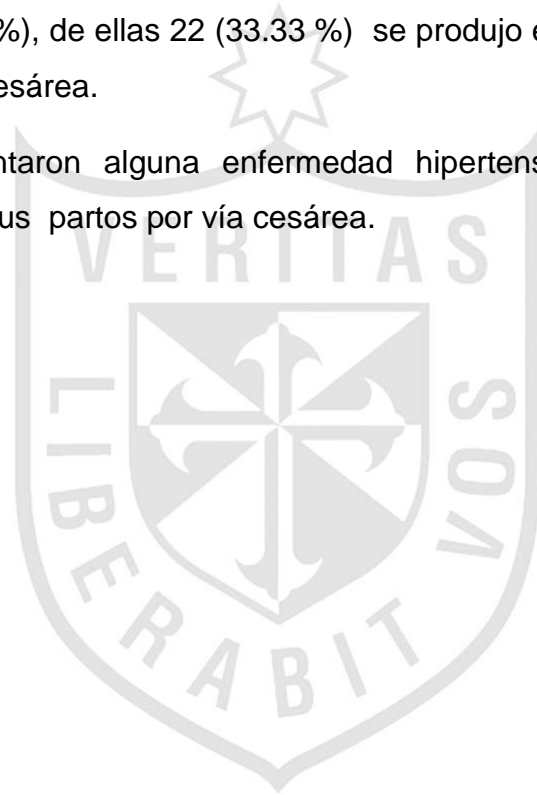 %), de ellas 22 (33.33 %) se produjo
esárea.
ntaron alguna enfermedad hipertens
us partos por vía cesárea.
VERITAS
LIBERABIT VOS